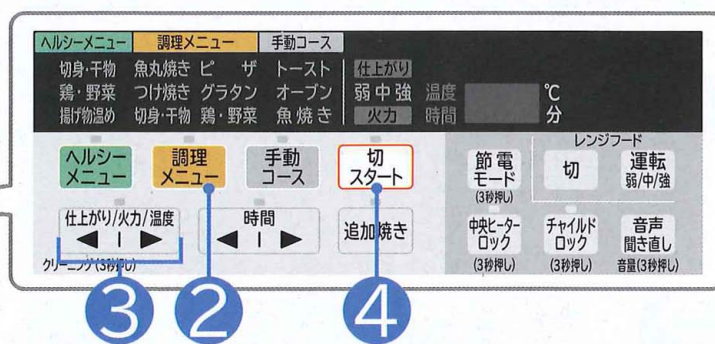 ヘルシーメニュー 調理メニュー 手動コース
切身・干物 魚丸焼き ピザ トースト 仕上がり
鶏・野菜 つけ焼き グラタン オーブン 弱 中 強 温度 ℃
揚げ物温め 切身・干物 鶏・野菜 魚焼き 火力 時間 分
レンジフード
ヘルシー
メニュー
調理
メニュー
手動
コース
切
スタート
節電
モード
(3秒押し)
切
運転
弱/中/強
仕上がり/火力/温度
◀ | ▶
時間
◀ | ▶
追加焼き
中央ヒーター
ロック
(3秒押し)
チャイルド
ロック
(3秒押し)
音声
聞き直し
音量(3秒押し)
クリーニング(3秒押し)
3
2
4